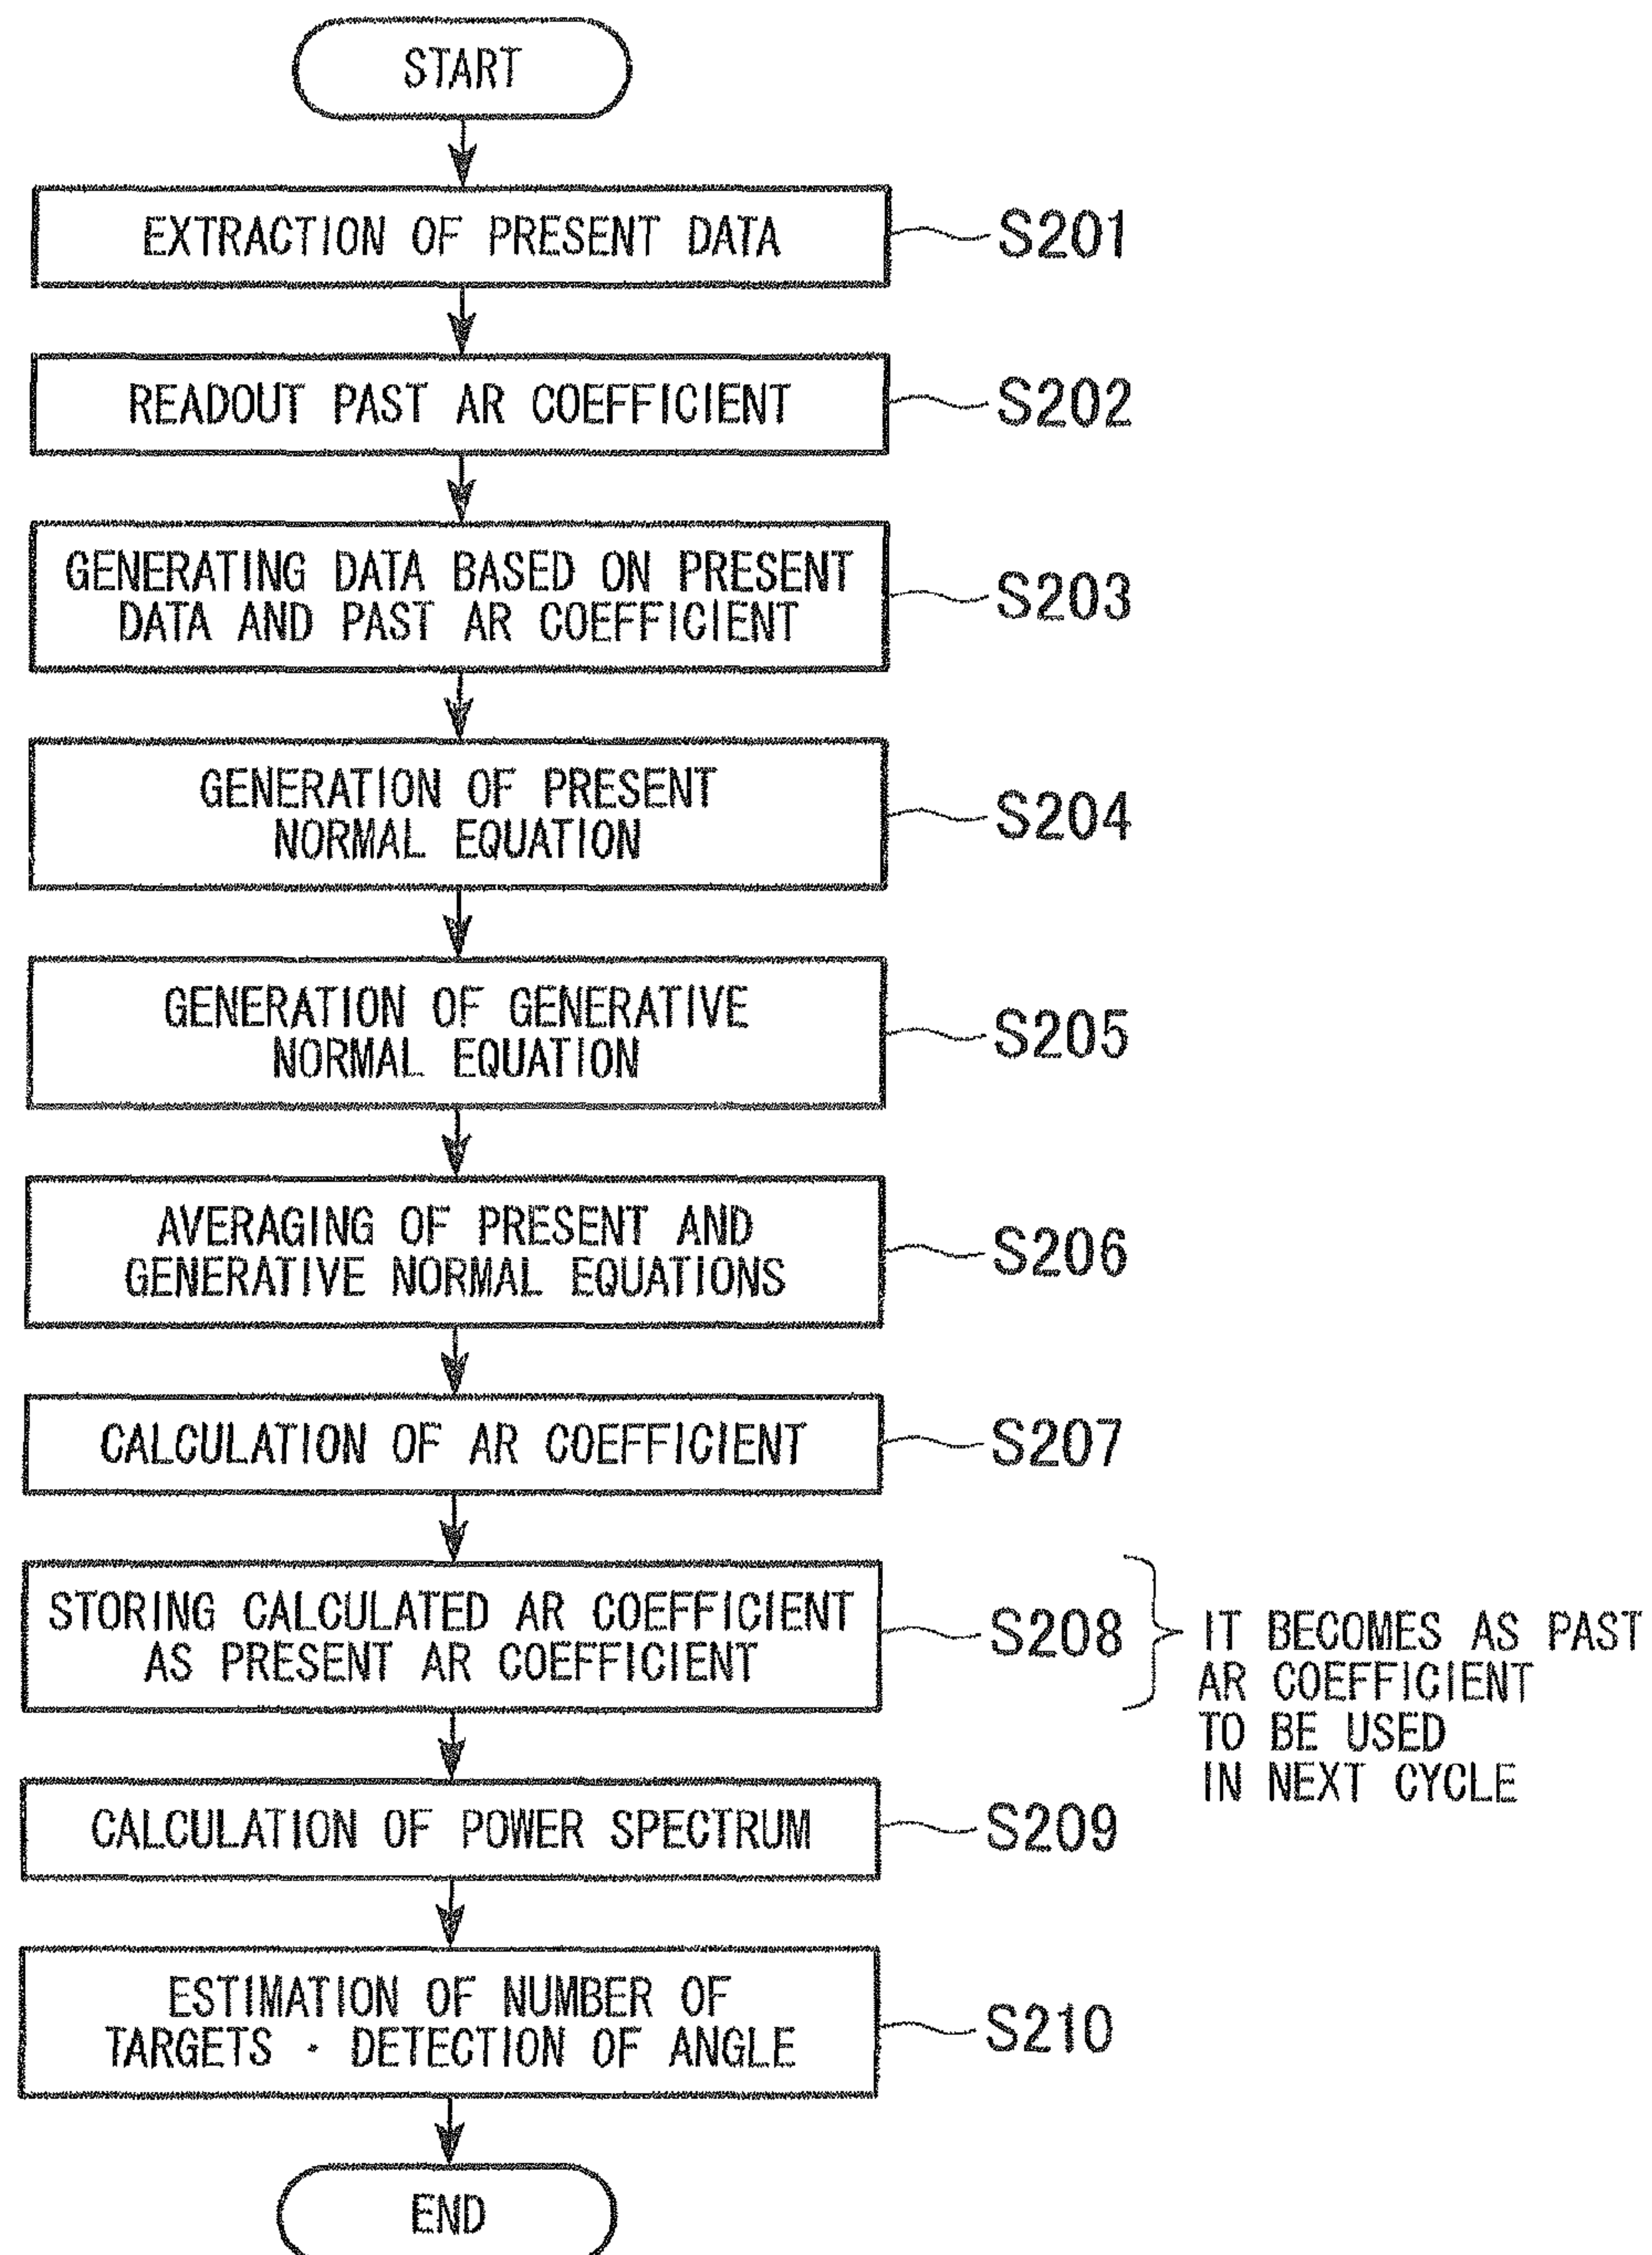 START
EXTRACTION OF PRESENT DATA
S201
READOUT PAST AR COEFFICIENT
S202
GENERATING DATA BASED ON PRESENT
DATA AND PAST AR COEFFICIENT
S203
GENERATION OF PRESENT
NORMAL EQUATION
S204
GENERATION OF GENERATIVE
NORMAL EQUATION
S205
AVERAGING OF PRESENT AND
GENERATIVE NORMAL EQUATIONS
S206
CALCULATION OF AR COEFFICIENT
S207
STORING CALCULATED AR COEFFICIENT
AS PRESENT AR COEFFICIENT
S208
IT BECOMES AS PAST
AR COEFFICIENT
TO BE USED
IN NEXT CYCLE
CALCULATION OF POWER SPECTRUM
S209
ESTIMATION OF NUMBER OF
TARGETS · DETECTION OF ANGLE
S210
END